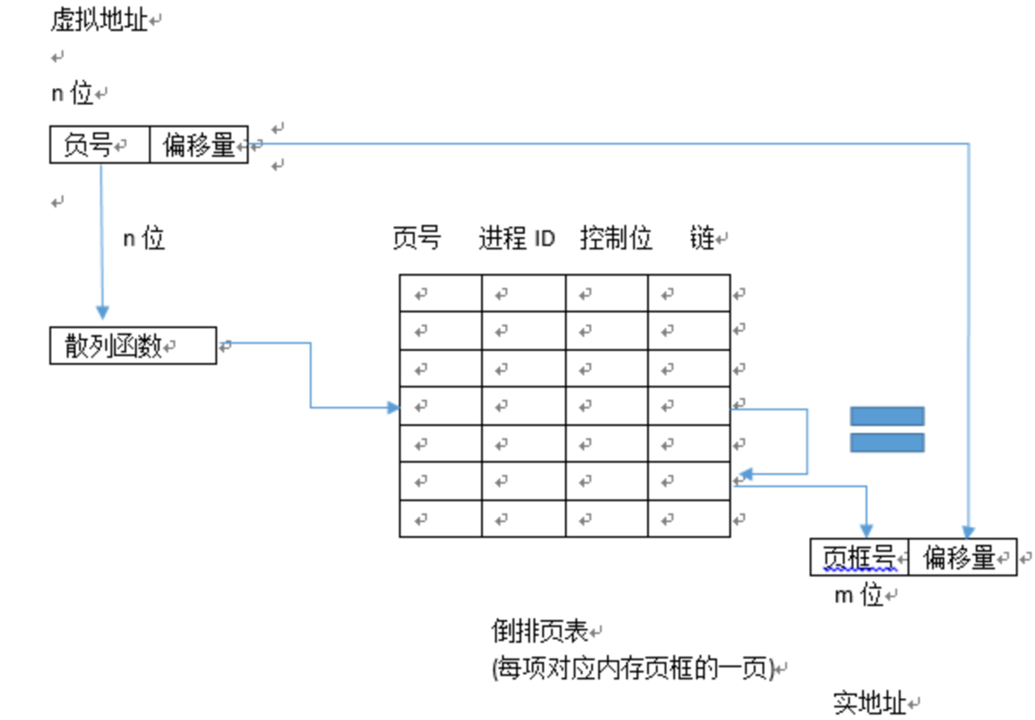 虚拟地址
n 位
负号 偏移量
n 位
页号 进程 ID 控制位 链
散列函数
页框号 偏移量
m 位
倒排页表
(每项对应内存页框的一页)
实地址